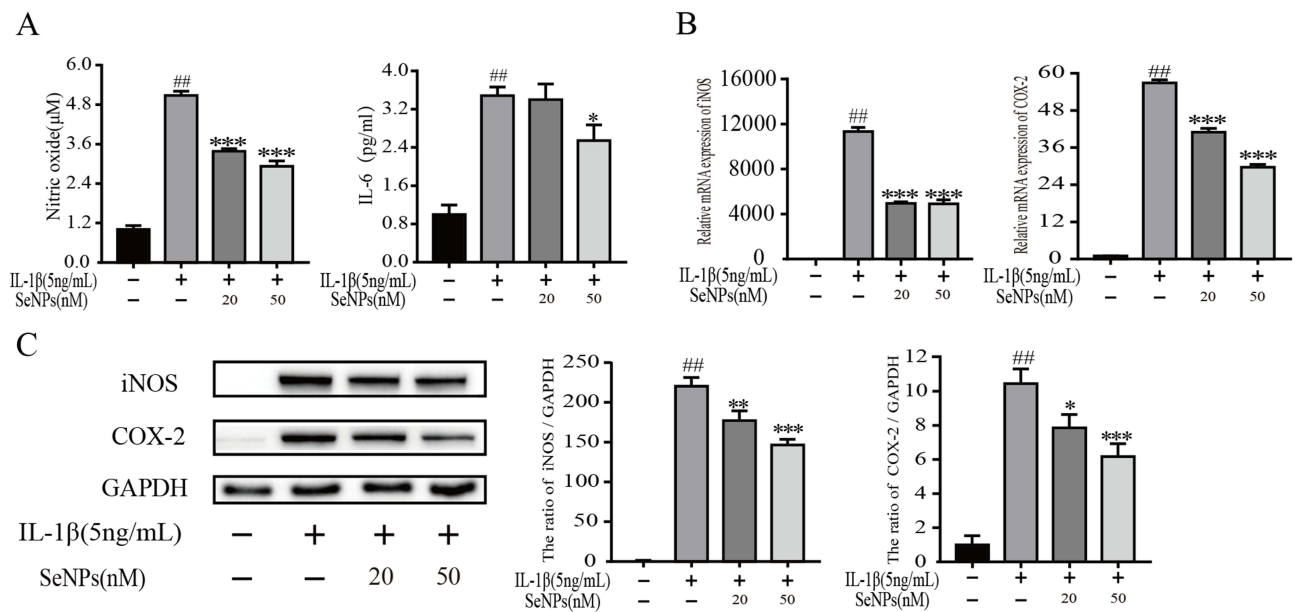 A
Nitric oxide(μM)
6.0
4.8
3.6
2.4
1.2
0.0
##
***
***
IL-1β(5ng/mL) – + + +
SeNPs(nM) – – 20 50
IL-6 (pg/ml)
4.0
3.2
2.4
1.6
0.8
0.0
##
*
IL-1β(5ng/mL) – + + +
SeNPs(nM) – – 20 50
B
Relative mRNA expression of iNOS
16000
12000
8000
4000
0
##
***
***
IL-1β(5ng/mL) – + + +
SeNPs(nM) – – 20 50
Relative mRNA expression of COX-2
60
48
36
24
12
0
##
***
***
IL-1β(5ng/mL) – + + +
SeNPs(nM) – – 20 50
C
iNOS
COX-2
GAPDH
IL-1β(5ng/mL) – + + +
SeNPs(nM) – – 20 50
The ratio of iNOS / GAPDH
250
200
150
100
50
0
##
**
***
IL-1β(5ng/mL) – + + +
SeNPs(nM) – – 20 50
The ratio of COX-2 / GAPDH
12
10
8
6
4
2
0
##
*
***
IL-1β(5ng/mL) – + + +
SeNPs(nM) – – 20 50